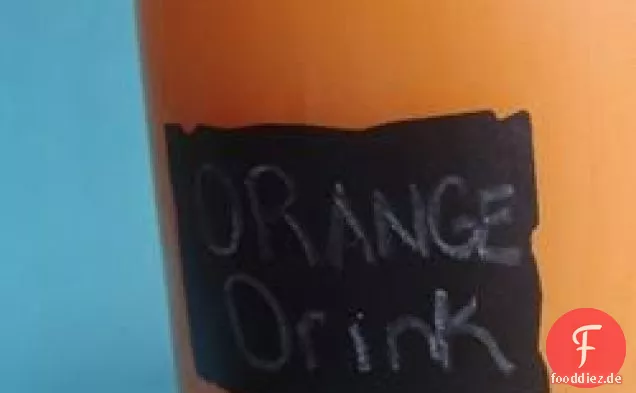 ORANGE
Drink
F
fooddiez.de